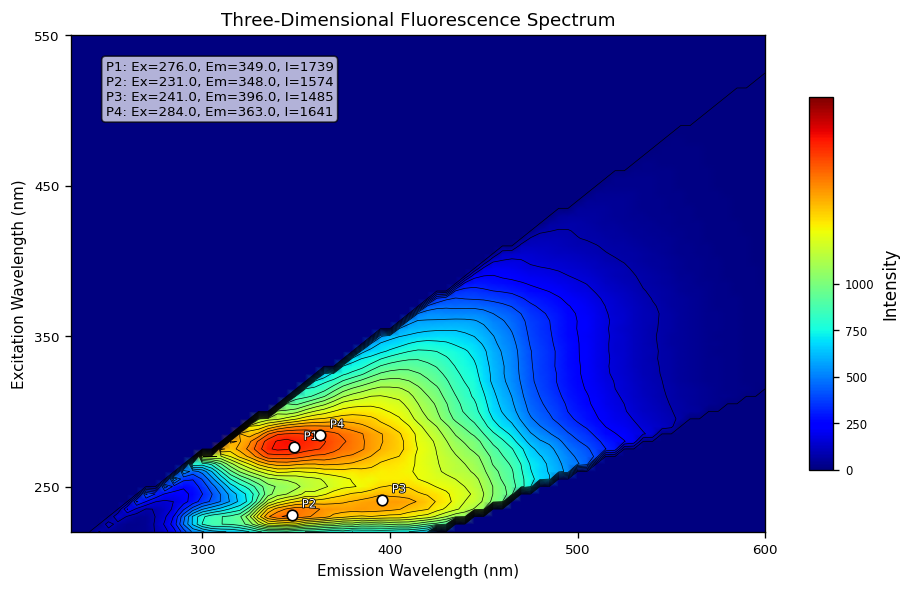 Three-Dimensional Fluorescence Spectrum
550
450
350
250
Excitation Wavelength (nm)
P1: Ex=276.0, Em=349.0, I=1739
P2: Ex=231.0, Em=348.0, I=1574
P3: Ex=241.0, Em=396.0, I=1485
P4: Ex=284.0, Em=363.0, I=1641
P4
P1
P3
P2
300
400
500
600
Emission Wavelength (nm)
1000
750
500
250
0
Intensity